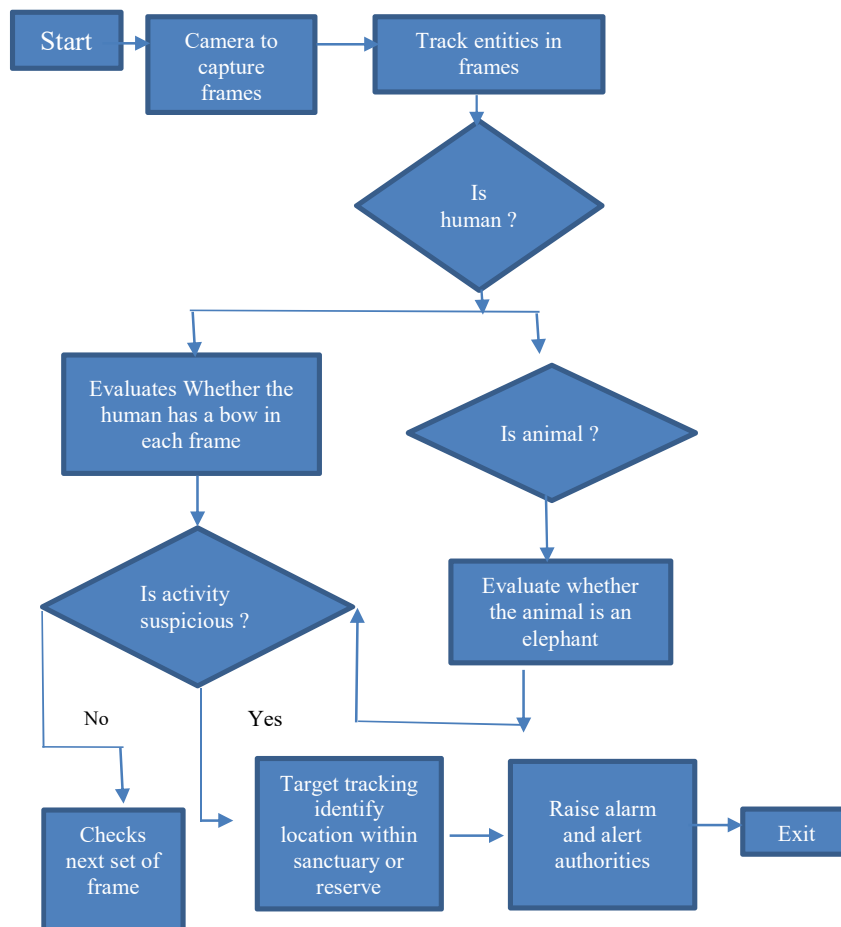 Start
Camera to
capture
frames
Track entities in
frames
Is
human ?
Evaluates Whether the
human has a bow in
each frame
Is animal ?
Is activity
suspicious ?
Evaluate whether
the animal is an
elephant
No
Yes
Checks
next set of
frame
Target tracking
identify
location within
sanctuary or
reserve
Raise alarm
and alert
authorities
Exit